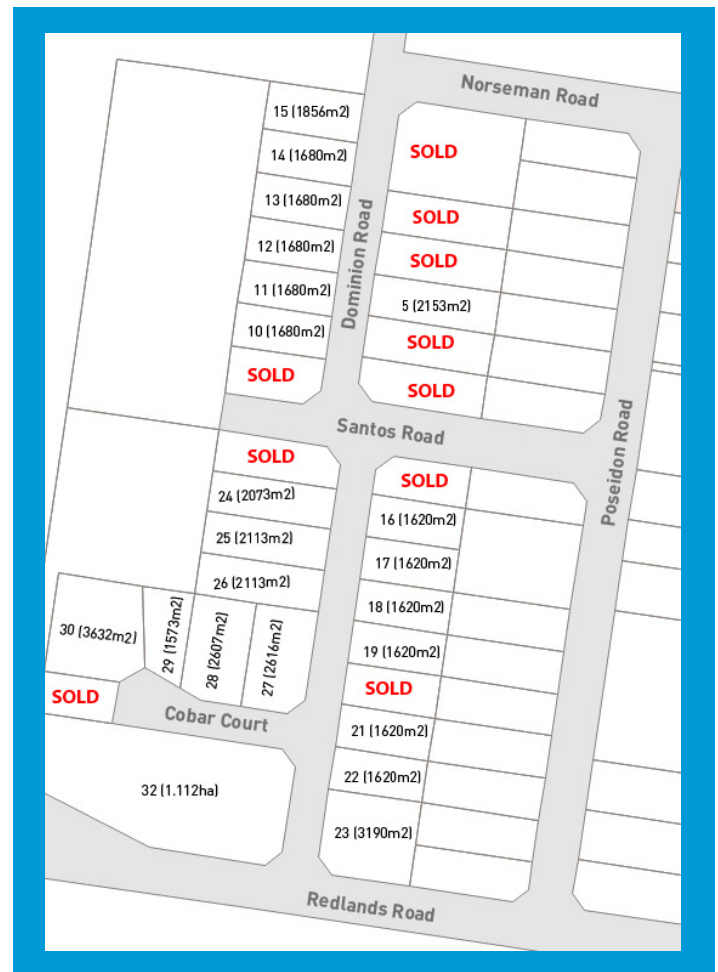 Norseman Road
15 (1856m2)
14 (1680m2)
13 (1680m2)
12 (1680m2)
11 (1680m2)
10 (1680m2)
SOLD
Dominion Road
SOLD
SOLD
SOLD
5 (2153m2)
SOLD
SOLD
Santos Road
Poseidon Road
SOLD
24 (2073m2)
25 (2113m2)
26 (2113m2)
30 (3632m2)
29 (1573m2)
28 (2607m2)
27 (2616m2)
SOLD
Cobar Court
32 (1.112ha)
SOLD
16 (1620m2)
17 (1620m2)
18 (1620m2)
19 (1620m2)
SOLD
21 (1620m2)
22 (1620m2)
23 (3190m2)
Redlands Road